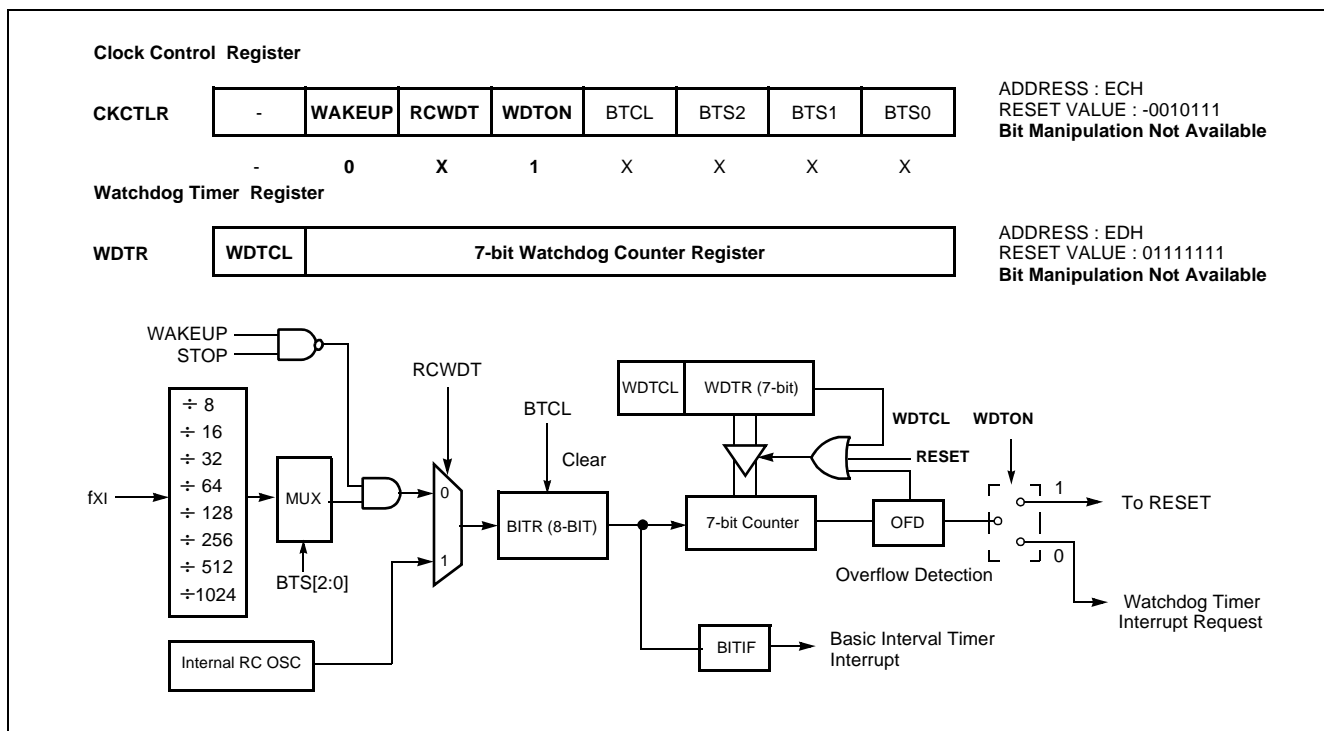 Clock Control Register
CKCTLR - WAKEUP RCWDT WDTON BTCL BTS2 BTS1 BTS0
ADDRESS : ECH
RESET VALUE : -0010111
Bit Manipulation Not Available
- 0 X 1 X X X X
Watchdog Timer Register
WDTR WDTCL 7-bit Watchdog Counter Register
ADDRESS : EDH
RESET VALUE : 01111111
Bit Manipulation Not Available
WAKEUP
STOP
RCWDT
BTCL
Clear
WDTCL WDTR (7-bit)
WDTCL WDTON
RESET
÷ 8
÷ 16
÷ 32
÷ 64
÷ 128
÷ 256
÷ 512
÷1024
fXI
MUX
BTS[2:0]
0
1
BITR (8-BIT)
7-bit Counter
OFD
Overflow Detection
1
To RESET
0
Watchdog Timer
Interrupt Request
Internal RC OSC
BITIF
Basic Interval Timer
Interrupt